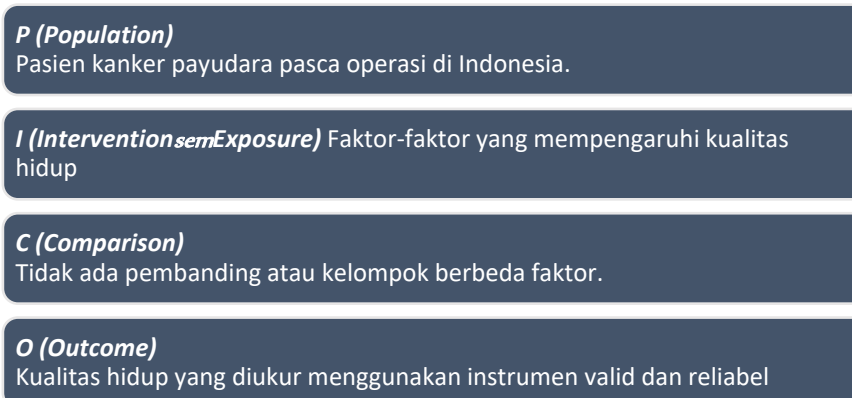 P (Population)
Pasien kanker payudara pasca operasi di Indonesia.
I (InterventionsemExposure) Faktor-faktor yang mempengaruhi kualitas
hidup
C (Comparison)
Tidak ada pembanding atau kelompok berbeda faktor.
O (Outcome)
Kualitas hidup yang diukur menggunakan instrumen valid dan reliabel